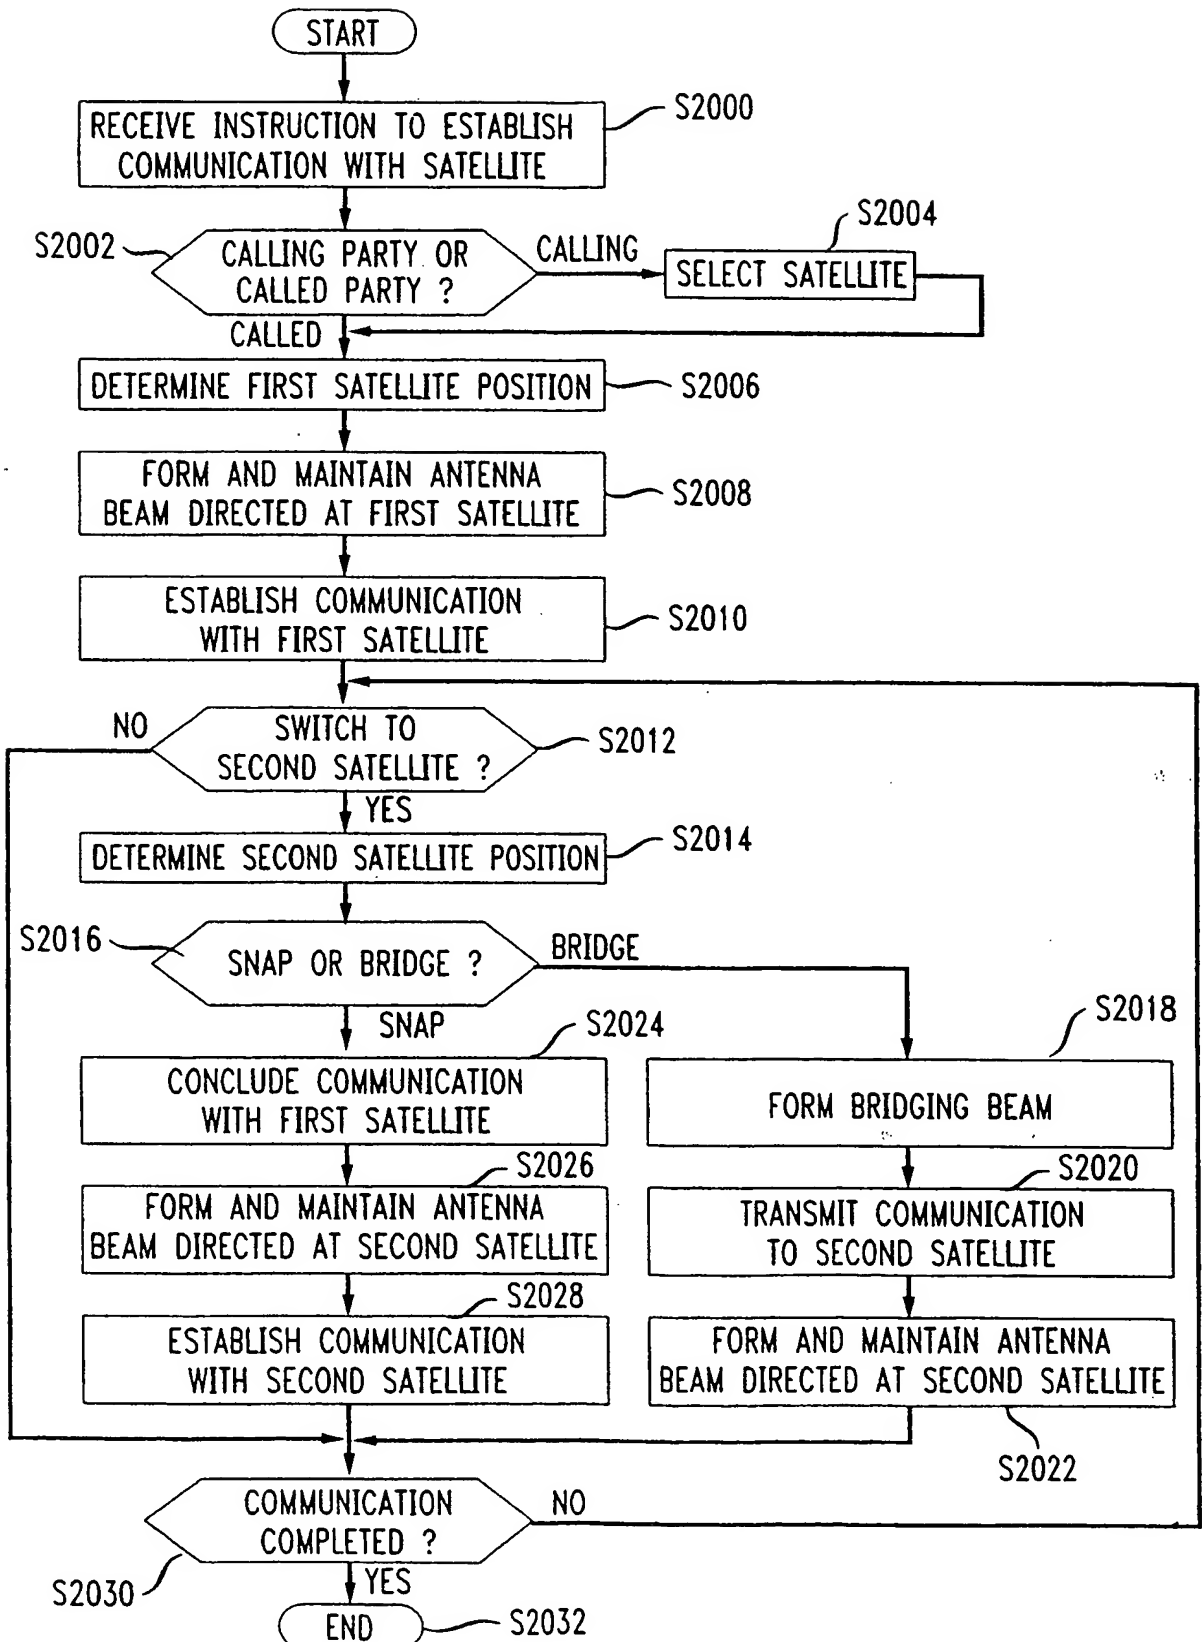 START
S2000
RECEIVE INSTRUCTION TO ESTABLISH
COMMUNICATION WITH SATELLITE
S2002
CALLING PARTY OR
CALLED PARTY ?
CALLING
S2004
SELECT SATELLITE
CALLED
DETERMINE FIRST SATELLITE POSITION
S2006
FORM AND MAINTAIN ANTENNA
BEAM DIRECTED AT FIRST SATELLITE
S2008
ESTABLISH COMMUNICATION
WITH FIRST SATELLITE
S2010
NO
SWITCH TO
SECOND SATELLITE ?
S2012
YES
DETERMINE SECOND SATELLITE POSITION
S2014
S2016
SNAP OR BRIDGE ?
BRIDGE
SNAP
S2024
CONCLUDE COMMUNICATION
WITH FIRST SATELLITE
S2018
FORM BRIDGING BEAM
S2026
FORM AND MAINTAIN ANTENNA
BEAM DIRECTED AT SECOND SATELLITE
S2020
TRANSMIT COMMUNICATION
TO SECOND SATELLITE
S2028
ESTABLISH COMMUNICATION
WITH SECOND SATELLITE
FORM AND MAINTAIN ANTENNA
BEAM DIRECTED AT SECOND SATELLITE
S2022
COMMUNICATION
COMPLETED ?
NO
S2030
YES
END
S2032